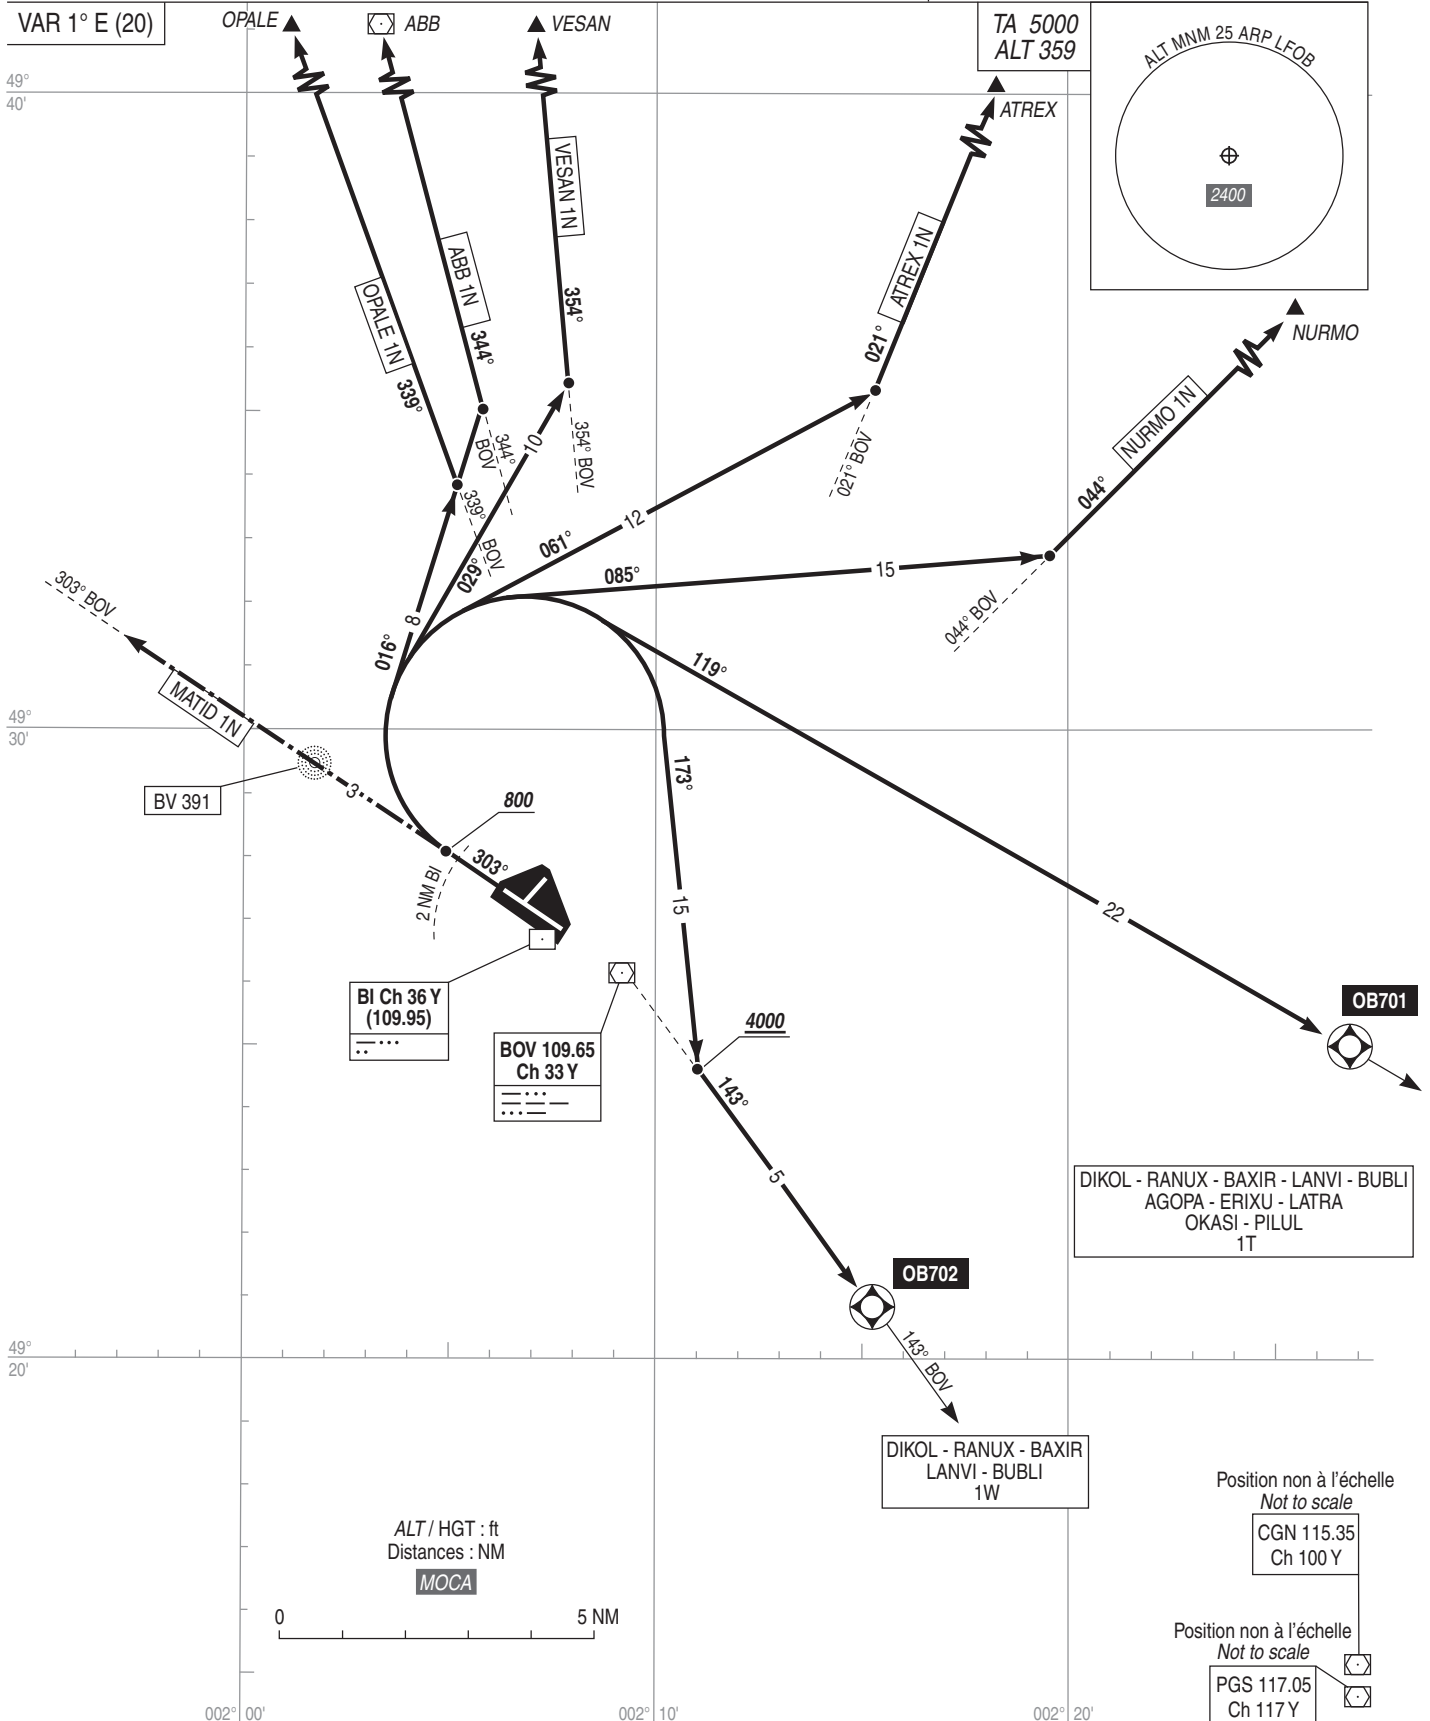 VAR 1° E (20)
OPALE
ABB
VESAN
TA 5000
ALT 359
ALT MNM 25 ARP LFOB
2400
49°
40'
ATREX
NURMO
VESAN 1N
ABB 1N
OPALE 1N
ATREX 1N
NURMO 1N
354°
344°
339°
021°
044°
344°
BOV
354° BOV
339°
BOV
021° BOV
044° BOV
10
12
15
8
016°
029°
061°
085°
119°
303° BOV
MATID 1N
49°
30'
BV 391
3
800
303°
2 NM BI
173°
15
22
BI Ch 36 Y
(109.95)
BOV 109.65
Ch 33 Y
4000
143°
5
OB701
OB702
DIKOL - RANUX - BAXIR - LANVI - BUBLI
AGOPA - ERIXU - LATRA
OKASI - PILUL
1T
49°
20'
143° BOV
DIKOL - RANUX - BAXIR
LANVI - BUBLI
1W
ALT / HGT : ft
Distances : NM
MOCA
0
5 NM
Position non à l'échelle
Not to scale
CGN 115.35
Ch 100 Y
Position non à l'échelle
Not to scale
PGS 117.05
Ch 117 Y
002° 00'
002° 10'
002° 20'